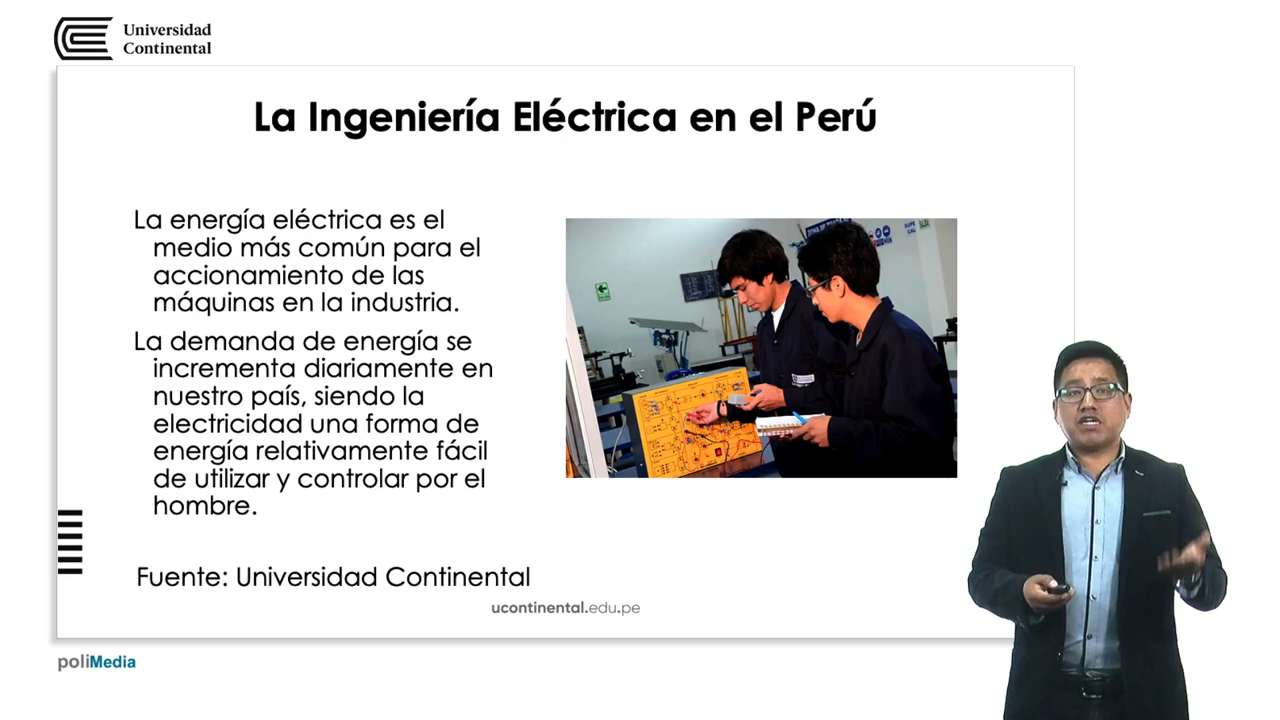 Universidad
Continental
La Ingeniería Eléctrica en el Perú
La energía eléctrica es el
medio más común para el
accionamiento de las
máquinas en la industria.
La demanda de energía se
incrementa diariamente en
nuestro país, siendo la
electricidad una forma de
energía relativamente fácil
de utilizar y controlar por el
hombre.
Fuente: Universidad Continental
ucontinental.edu.pe
poliMedia